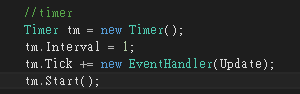 //timer
Timer tm = new Timer();
tm.Interval = 1;
tm.Tick += new EventHandler(Update);
tm.Start();